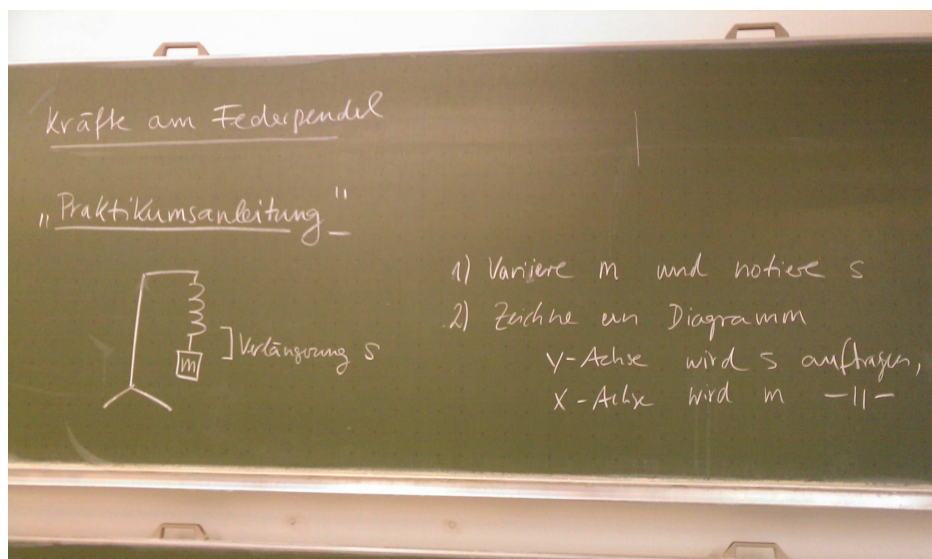 Kräfte am Federpendel
„Praktikumsanleitung"
m
Verlängerung s
1) Variiere m und notiere s
2) Zeichne ein Diagramm
y-Achse wird s auftragen,
x-Achse wird m —||—